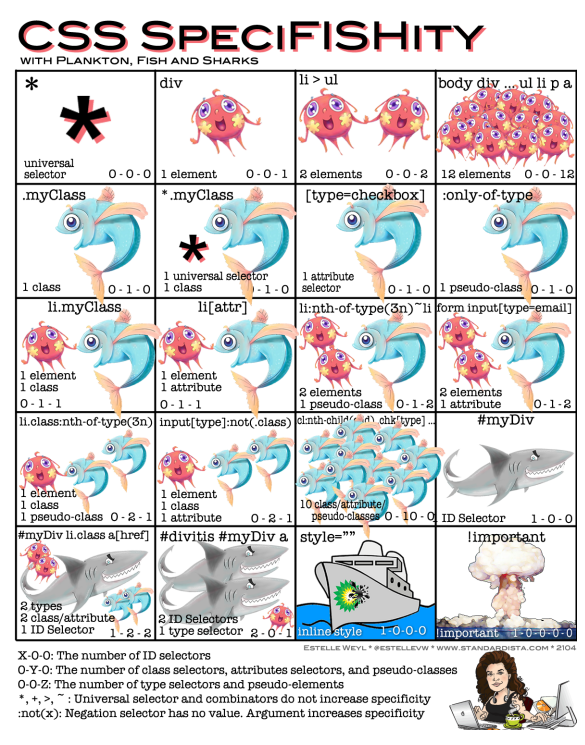 CSS SpeciFISHity
with Plankton, Fish and Sharks
*
*
universal
selector 0-0-0
div
1 element 0-0-1
li > ul
2 elements 0-0-2
body div ... ul li p a
12 elements 0-0-12
.myClass
1 class 0-1-0
*.myClass
*
1 universal selector
1 class 0-1-0
[type=checkbox]
1 attribute
selector 0-1-0
:only-of-type
1 pseudo-class 0-1-0
li.myClass
1 element
1 class
0-1-1
li[attr]
1 element
1 attribute
0-1-1
li:nth-of-type(3n)~li
2 elements
1 pseudo-class 0-1-2
form input[type=email]
2 elements
1 attribute 0-1-2
li.class:nth-of-type(3n)
1 element
1 class
1 pseudo-class 0-2-1
input[type]:not(.class)
1 element
1 class
1 attribute 0-2-1
chk[type] ...
10 class/attribute/
pseudo-classes 0-10-0
#myDiv
ID Selector 1-0-0
#myDiv li.class a[href]
2 types
2 class/attribute
1 ID Selector 1-2-2
#divitis #myDiv a
2 ID Selectors
1 type selector 2-0-1
style=""
inline style 1-0-0-0
!important
!important 1-0-0-0-0
Estelle Weyl * @estellevw * www.standardista.com * 2104
X-0-0: The number of ID selectors
0-Y-0: The number of class selectors, attributes selectors, and pseudo-classes
0-0-Z: The number of type selectors and pseudo-elements
*, +, >, ~ : Universal selector and combinators do not increase specificity
:not(x): Negation selector has no value. Argument increases specificity